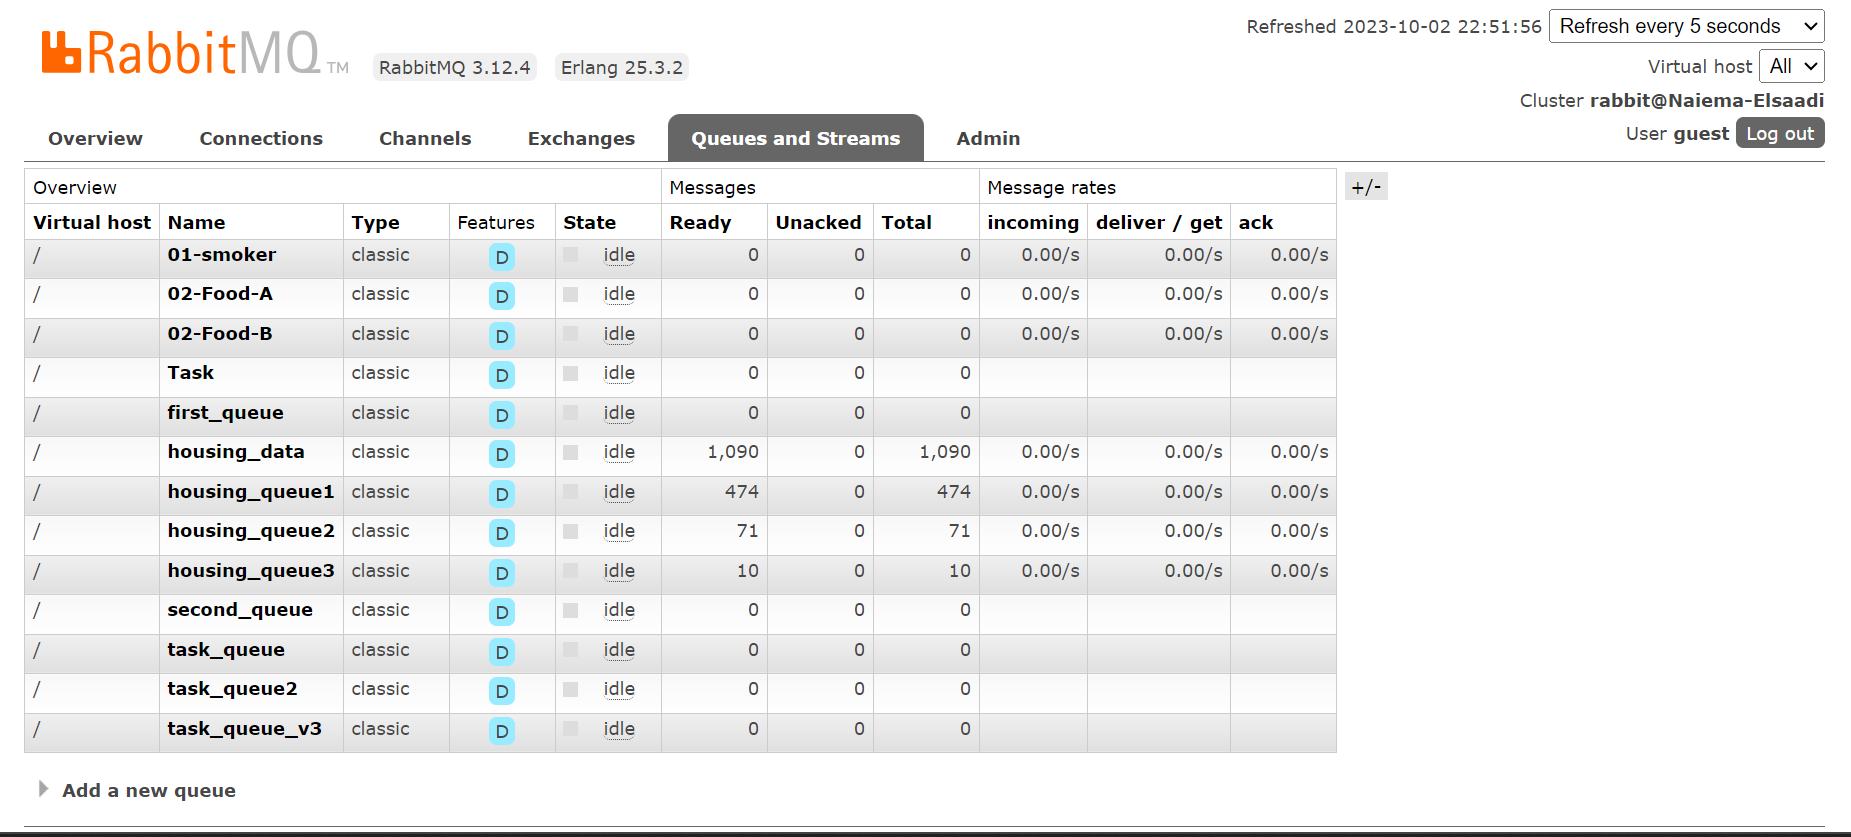 RabbitMQ TM RabbitMQ 3.12.4 Erlang 25.3.2
Refreshed 2023-10-02 22:51:56 Refresh every 5 seconds
Virtual host All
Cluster rabbit@Naiema-Elsaadi
User guest Log out
Overview Connections Channels Exchanges Queues and Streams Admin
Overview Messages Message rates +/-
Virtual host Name Type Features State Ready Unacked Total incoming deliver / get ack
/ 01-smoker classic D idle 0 0 0 0.00/s 0.00/s 0.00/s
/ 02-Food-A classic D idle 0 0 0 0.00/s 0.00/s 0.00/s
/ 02-Food-B classic D idle 0 0 0 0.00/s 0.00/s 0.00/s
/ Task classic D idle 0 0 0
/ first_queue classic D idle 0 0 0
/ housing_data classic D idle 1,090 0 1,090 0.00/s 0.00/s 0.00/s
/ housing_queue1 classic D idle 474 0 474 0.00/s 0.00/s 0.00/s
/ housing_queue2 classic D idle 71 0 71 0.00/s 0.00/s 0.00/s
/ housing_queue3 classic D idle 10 0 10 0.00/s 0.00/s 0.00/s
/ second_queue classic D idle 0 0 0
/ task_queue classic D idle 0 0 0
/ task_queue2 classic D idle 0 0 0
/ task_queue_v3 classic D idle 0 0 0
Add a new queue